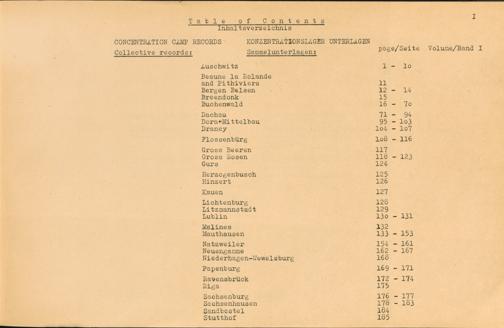 1
Table of Contents
Inhaltsverzeichnis
CONCENTRATION CAMP RECORDS KONZENTRATIONSLAGER UNTERLAGEN
page/Seite Volume/Band I
Collective records: Sammelunterlagen:
Auschwitz 1 - 10
Beaune la Rolande
and Pithiviers 11
Bergen Belsen 12 - 14
Breendonk 15
Buchenwald 16 - 70
Dachau 71 - 94
Dora-Mittelbau 95 - 103
Drancy 104 - 107
Flossenbürg 108 - 116
Gross Beeren 117
Gross Rosen 118 - 123
Gurs 124
Herzogenbusch 125
Hinzert 126
Kauen 127
Lichtenburg 128
Litzmannstadt 129
Lublin 130 - 131
Malines 132
Mauthausen 133 - 153
Natzweiler 154 - 161
Neuengamme 162 - 167
Niederhagen-Wewelsburg 168
Papenburg 169 - 171
Ravensbrück 172 - 174
Riga 175
Sachsenburg 176 - 177
Sachsenhausen 178 - 183
Sandbostel 184
Stutthof 185